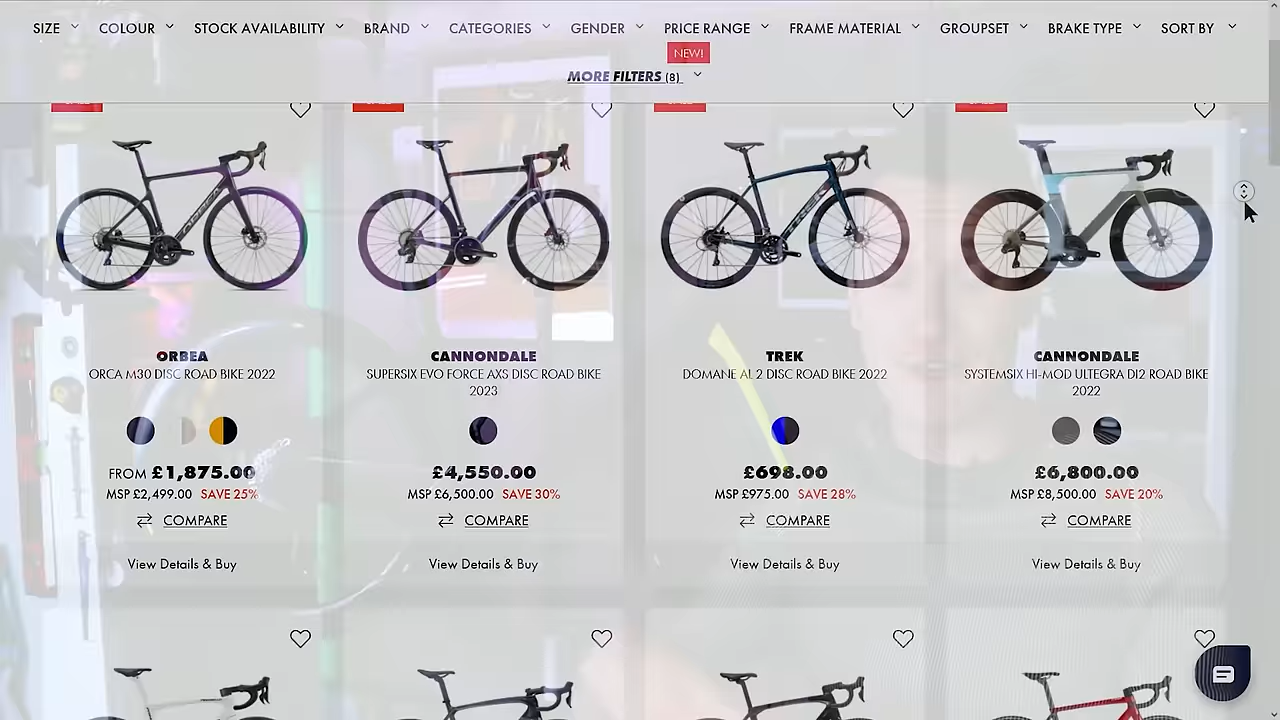 SIZE COLOUR STOCK AVAILABILITY BRAND CATEGORIES GENDER PRICE RANGE FRAME MATERIAL GROUPSET BRAKE TYPE SORT BY
NEW!
MORE FILTERS (8)
ORBEA
ORCA M30 DISC ROAD BIKE 2022
FROM £1,875.00
MSP £2,499.00 SAVE 25%
COMPARE
View Details & Buy
CANNONDALE
SUPERSIX EVO FORCE AXS DISC ROAD BIKE
2023
£4,550.00
MSP £6,500.00 SAVE 30%
COMPARE
View Details & Buy
TREK
DOMANE AL 2 DISC ROAD BIKE 2022
£698.00
MSP £975.00 SAVE 28%
COMPARE
View Details & Buy
CANNONDALE
SYSTEMSIX HI-MOD ULTEGRA DI2 ROAD BIKE
2022
£6,800.00
MSP £8,500.00 SAVE 20%
COMPARE
View Details & Buy